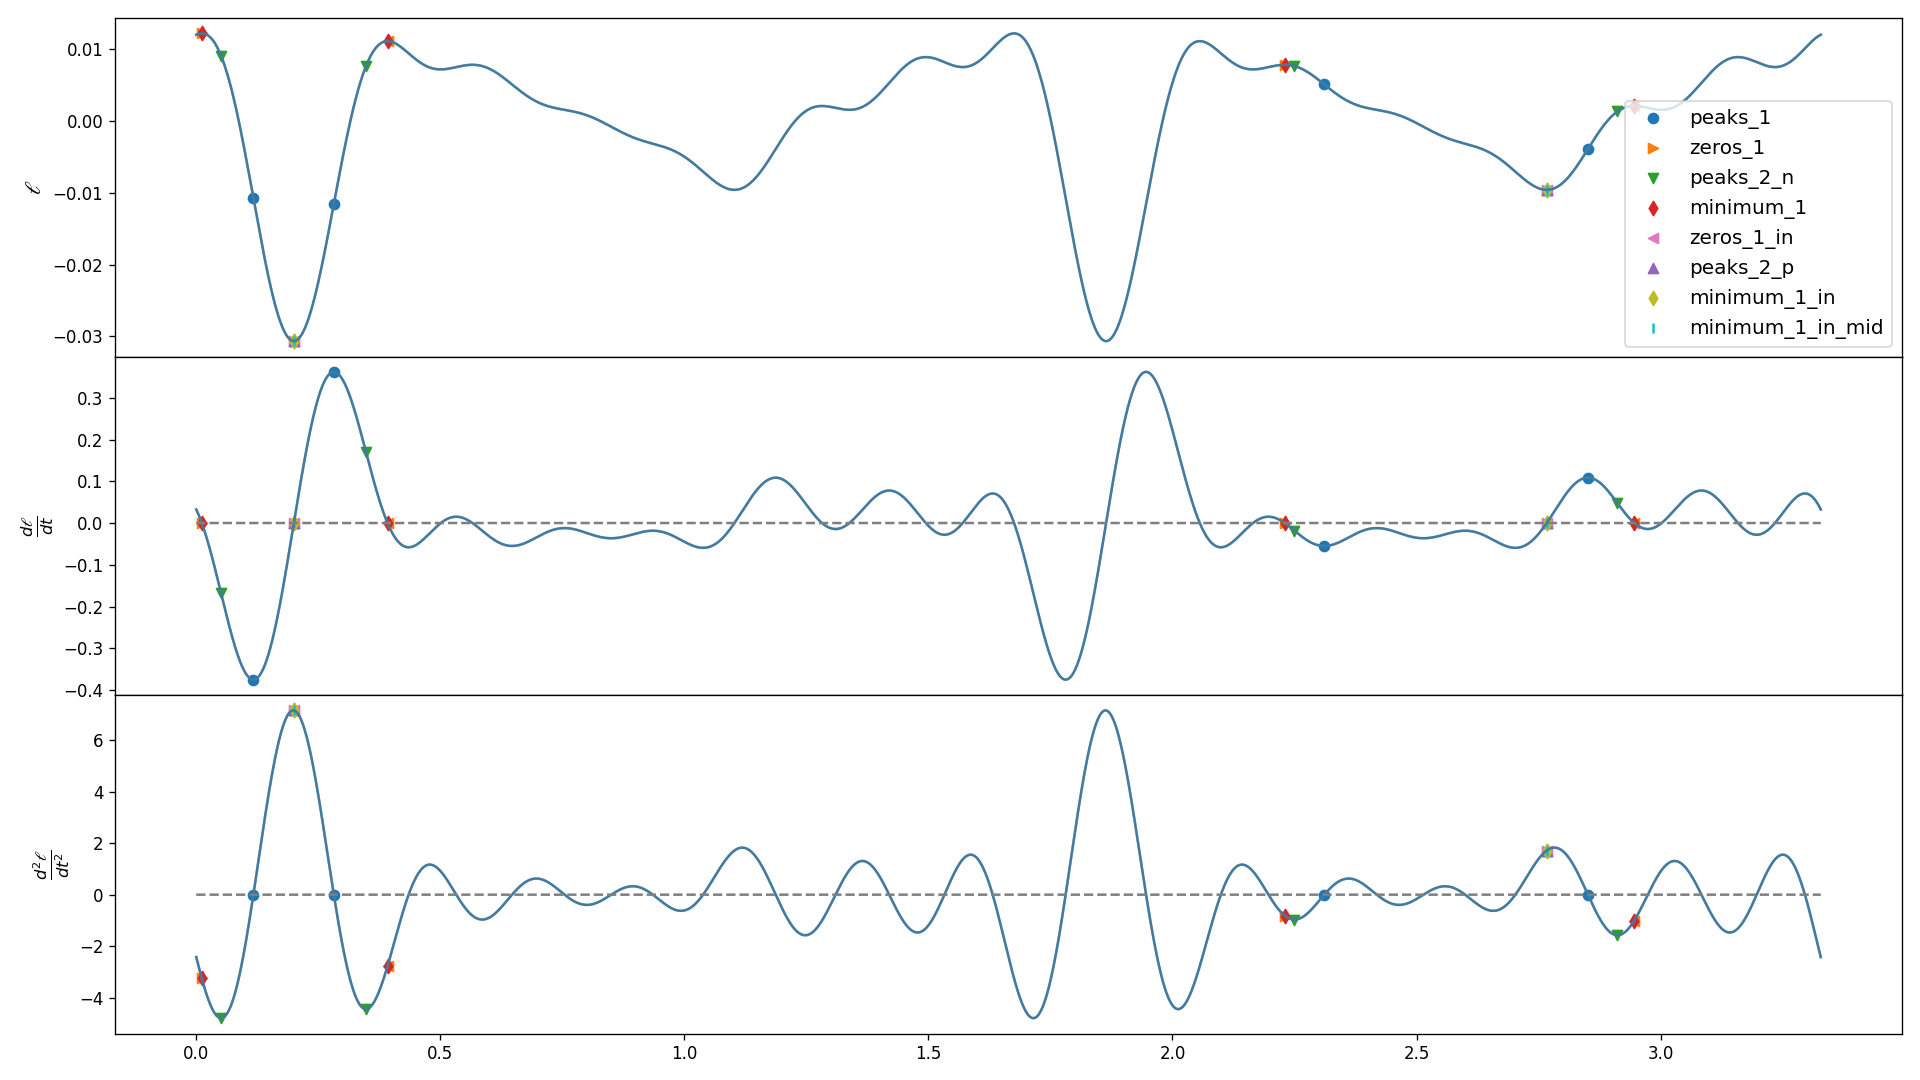 0.01
0.00
−0.01
−0.02
−0.03
ℓ
peaks_1
zeros_1
peaks_2_n
minimum_1
zeros_1_in
peaks_2_p
minimum_1_in
minimum_1_in_mid
0.3
0.2
0.1
0.0
−0.1
−0.2
−0.3
−0.4
dℓ
dt
6
4
2
0
−2
−4
d²ℓ
dt²
0.0 0.5 1.0 1.5 2.0 2.5 3.0